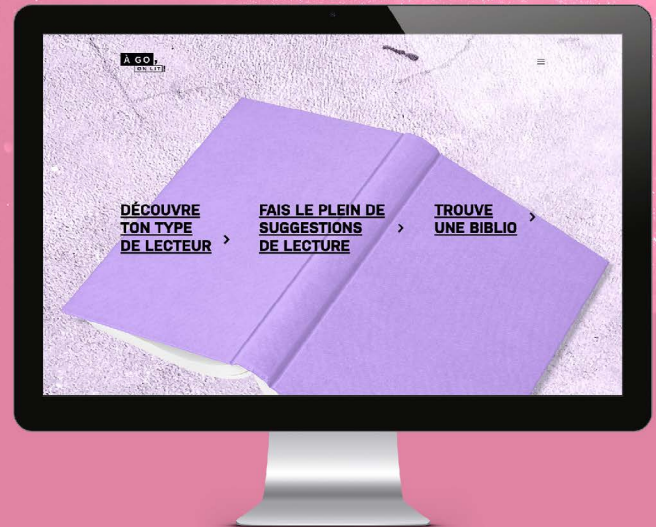 À GO,
ON LIT!
DÉCOUVRE
TON TYPE
DE LECTEUR
FAIS LE PLEIN DE
SUGGESTIONS
DE LECTURE
TROUVE
UNE BIBLIO